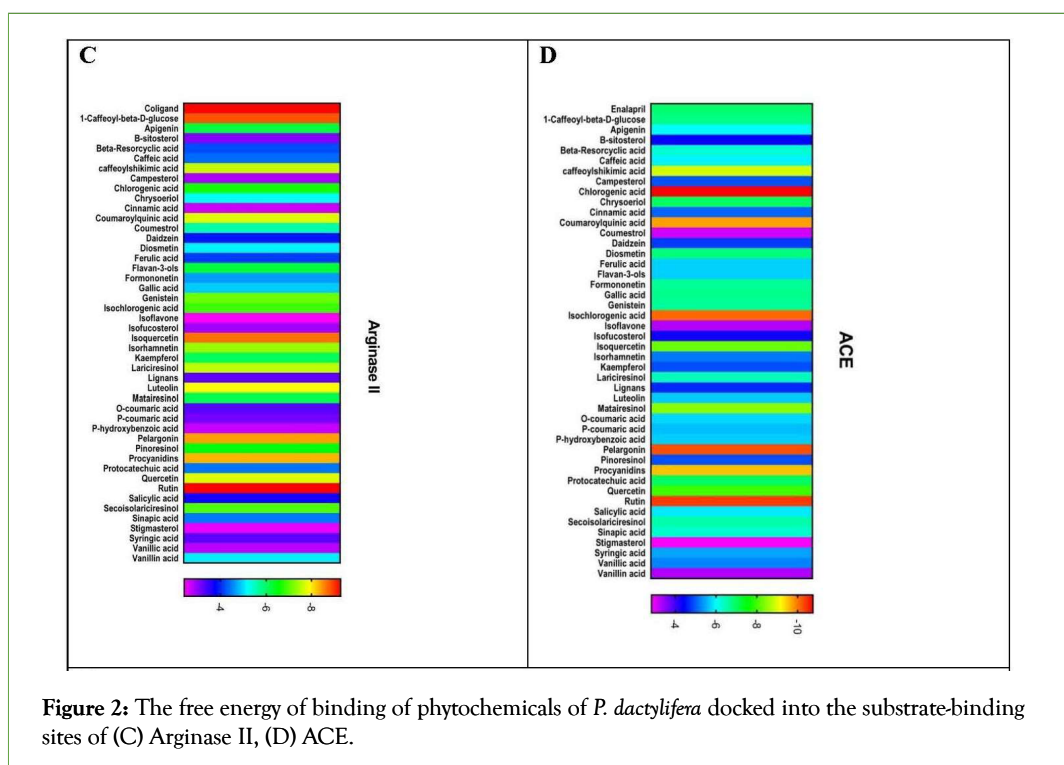 C
Coligand
1-Caffeoyl-beta-D-glucose
Apigenin
B-sitosterol
Beta-Resorcyclic acid
Caffeic acid
caffeoylshikimic acid
Campesterol
Chlorogenic acid
Chrysoeriol
Cinnamic acid
Coumaroylquinic acid
Coumestrol
Daidzein
Diosmetin
Ferulic acid
Flavan-3-ols
Formononetin
Gallic acid
Genistein
Isochlorogenic acid
Isoflavone
Isofucosterol
Isoquercetin
Isorhamnetin
Kaempferol
Lariciresinol
Lignans
Luteolin
Matairesinol
O-coumaric acid
P-coumaric acid
P-hydroxybenzoic acid
Pelargonin
Pinoresinol
Procyanidins
Protocatechuic acid
Quercetin
Rutin
Salicylic acid
Secoisolariciresinol
Sinapic acid
Stigmasterol
Syringic acid
Vanillic acid
Vanillin acid
Arginase II
-4
-6
-8
D
Enalapril
1-Caffeoyl-beta-D-glucose
Apigenin
B-sitosterol
Beta-Resorcyclic acid
Caffeic acid
caffeoylshikimic acid
Campesterol
Chlorogenic acid
Chrysoeriol
Cinnamic acid
Coumaroylquinic acid
Coumestrol
Daidzein
Diosmetin
Ferulic acid
Flavan-3-ols
Formononetin
Gallic acid
Genistein
Isochlorogenic acid
Isoflavone
Isofucosterol
Isoquercetin
Isorhamnetin
Kaempferol
Lariciresinol
Lignans
Luteolin
Matairesinol
O-coumaric acid
P-coumaric acid
P-hydroxybenzoic acid
Pelargonin
Pinoresinol
Procyanidins
Protocatechuic acid
Quercetin
Rutin
Salicylic acid
Secoisolariciresinol
Sinapic acid
Stigmasterol
Syringic acid
Vanillic acid
Vanillin acid
ACE
-4
-6
-8
-10
Figure 2: The free energy of binding of phytochemicals of P. dactylifera docked into the substrate-binding
sites of (C) Arginase II, (D) ACE.